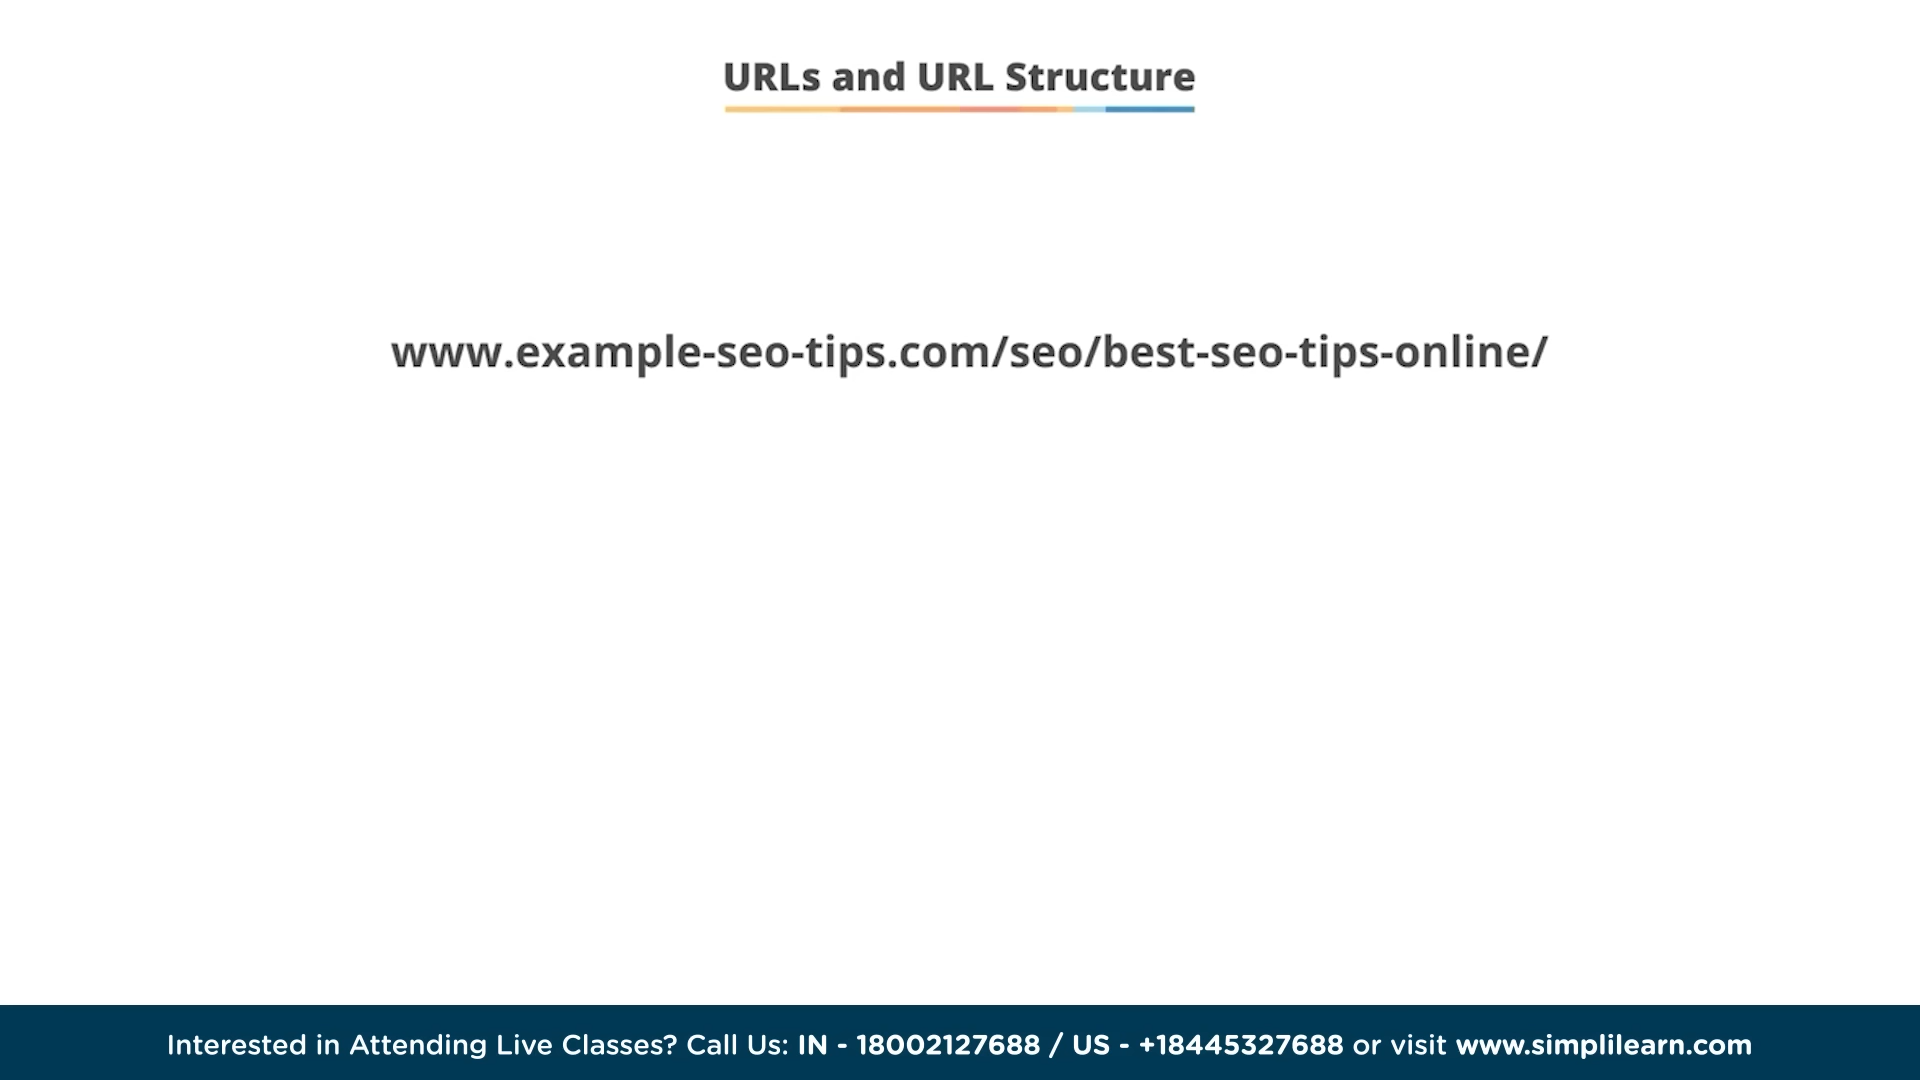 URLs and URL Structure
www.example-seo-tips.com/seo/best-seo-tips-online/
Interested in Attending Live Classes? Call Us: IN - 18002127688 / US - +18445327688 or visit www.simplilearn.com